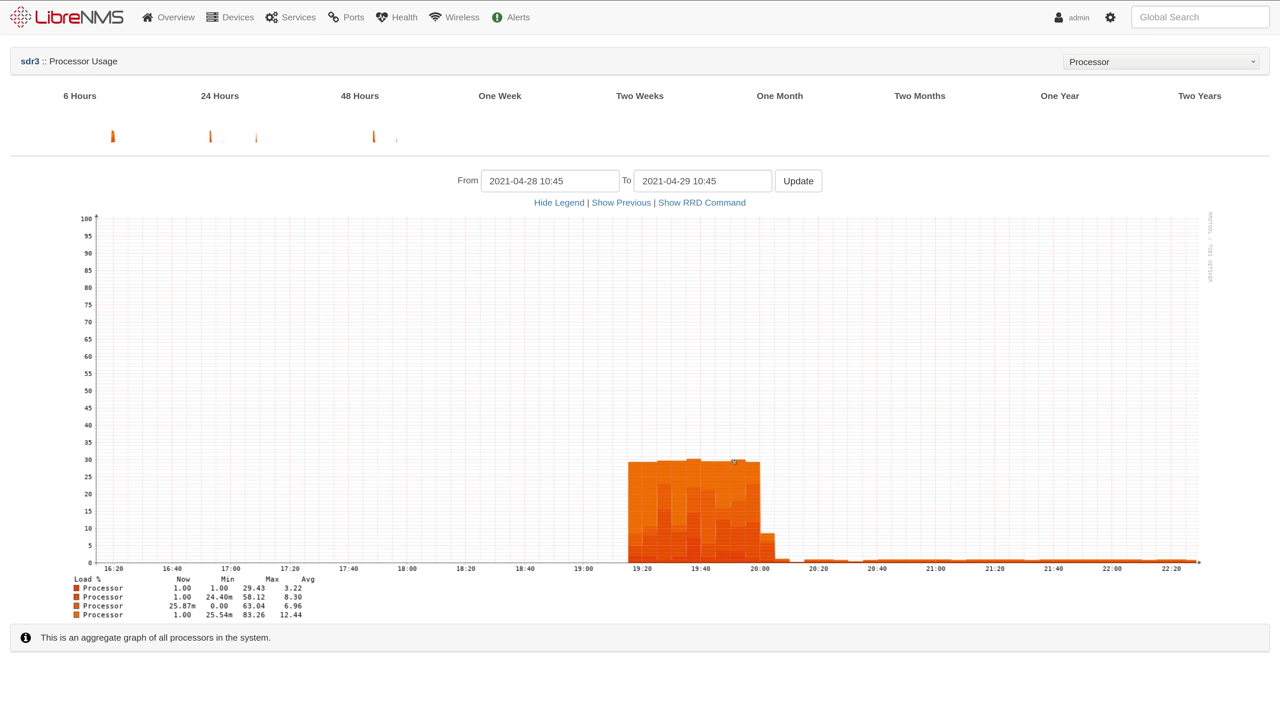 LibreNMS Overview Devices Services Ports Health Wireless Alerts admin Global Search
sdr3 :: Processor Usage Processor
6 Hours 24 Hours 48 Hours One Week Two Weeks One Month Two Months One Year Two Years
From 2021-04-28 10:45 To 2021-04-29 10:45 Update
Hide Legend | Show Previous | Show RRD Command
RRDTOOL / TOBI OETIKER
100
95
90
85
80
75
70
65
60
55
50
45
40
35
30
25
20
15
10
5
0
16:20 16:40 17:00 17:20 17:40 18:00 18:20 18:40 19:00 19:20 19:40 20:00 20:20 20:40 21:00 21:20 21:40 22:00 22:20
Load % Now Min Max Avg
Processor 1.00 1.00 29.43 3.22
Processor 1.00 24.40m 58.12 8.30
Processor 25.87m 0.00 63.04 6.96
Processor 1.00 25.54m 83.26 12.44
This is an aggregate graph of all processors in the system.